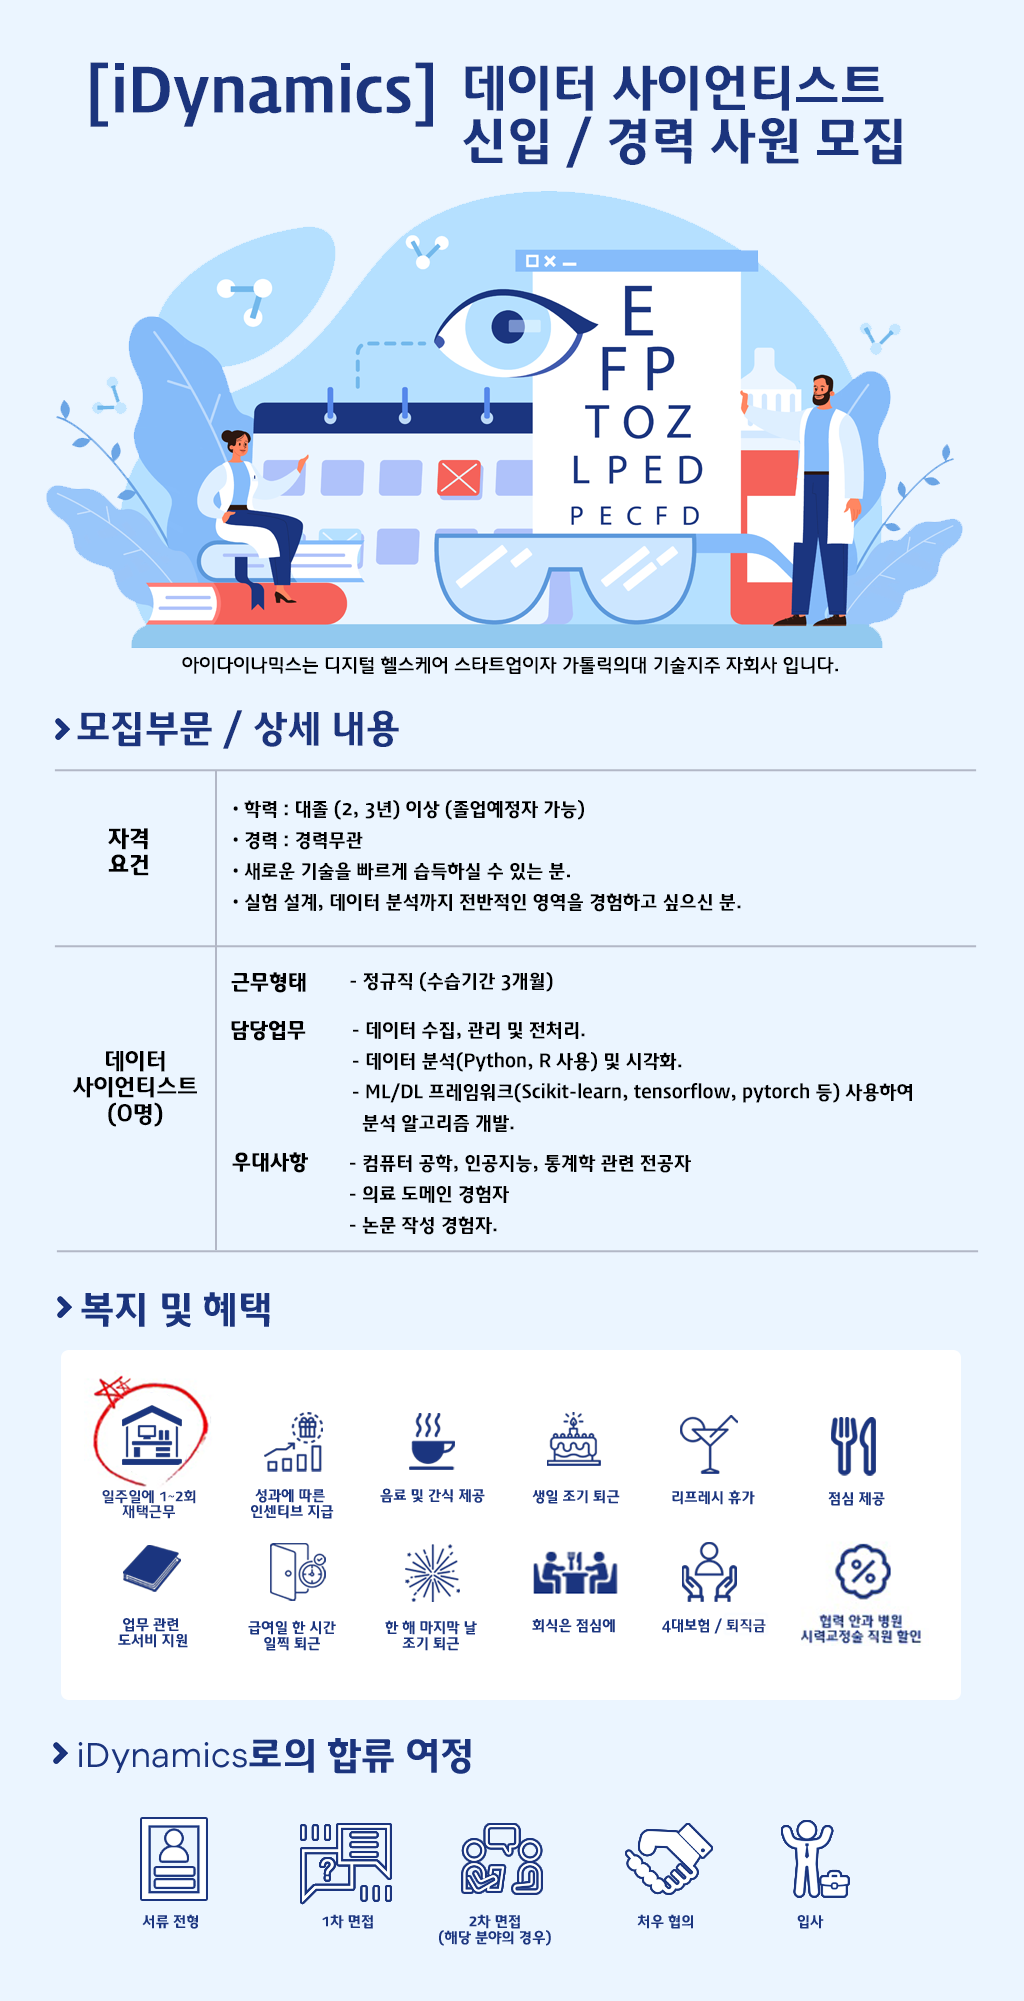 [iDynamics] 데이터 사이언티스트
신입 / 경력 사원 모집
E
F P
T O Z
L P E D
P E C F D
아이다이나믹스는 디지털 헬스케어 스타트업이자 가톨릭의대 기술지주 자회사 입니다.
모집부문 / 상세 내용
자격
요건
• 학력 : 대졸 (2, 3년) 이상 (졸업예정자 가능)
• 경력 : 경력무관
• 새로운 기술을 빠르게 습득하실 수 있는 분.
• 실험 설계, 데이터 분석까지 전반적인 영역을 경험하고 싶으신 분.
데이터
사이언티스트
(0명)
근무형태 - 정규직 (수습기간 3개월)
담당업무 - 데이터 수집, 관리 및 전처리.
- 데이터 분석(Python, R 사용) 및 시각화.
- ML/DL 프레임워크(Scikit-learn, tensorflow, pytorch 등) 사용하여
분석 알고리즘 개발.
우대사항 - 컴퓨터 공학, 인공지능, 통계학 관련 전공자
- 의료 도메인 경험자
- 논문 작성 경험자.
복지 및 혜택
일주일에 1~2회
재택근무
성과에 따른
인센티브 지급
음료 및 간식 제공
생일 조기 퇴근
리프레시 휴가
점심 제공
업무 관련
도서비 지원
급여일 한 시간
일찍 퇴근
한 해 마지막 날
조기 퇴근
회식은 점심에
4대보험 / 퇴직금
협력 안과 병원
시력교정술 직원 할인
iDynamics로의 합류 여정
서류 전형
1차 면접
2차 면접
(해당 분야의 경우)
처우 협의
입사